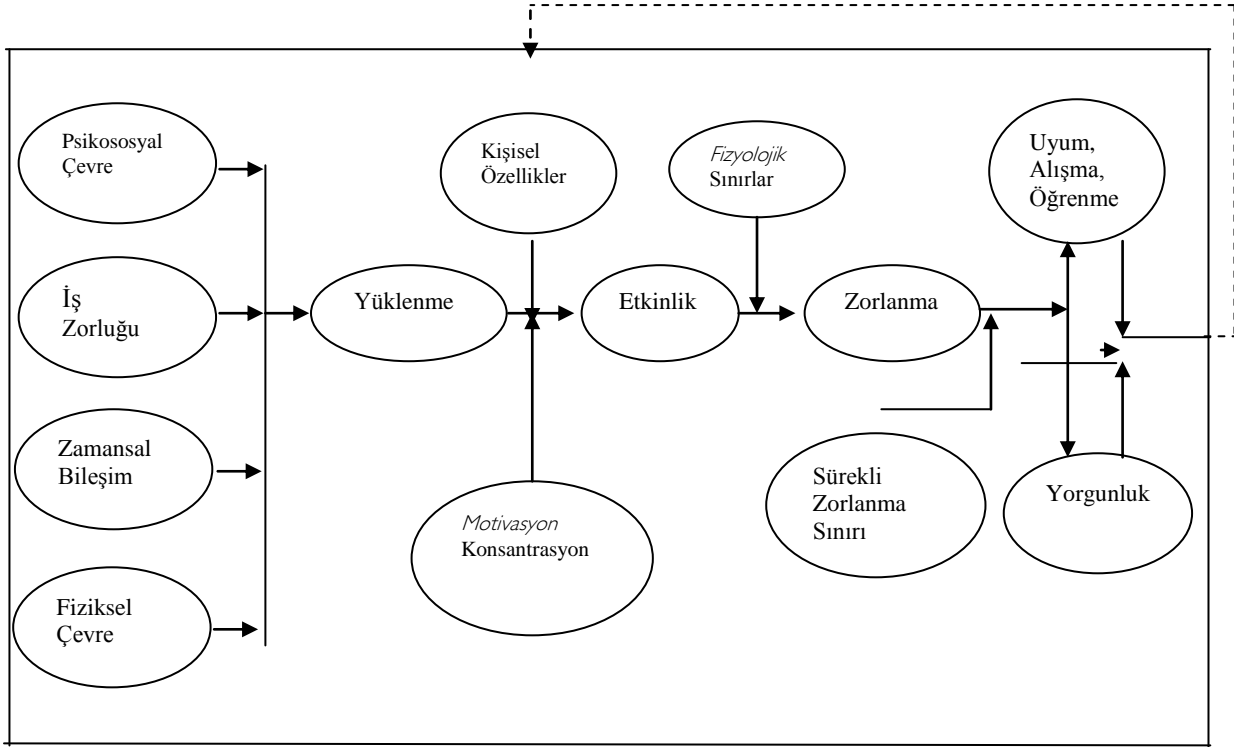 Psikososyal
Çevre
İş
Zorluğu
Zamansal
Bileşim
Fiziksel
Çevre
Yüklenme
Kişisel
Özellikler
Motivasyon
Konsantrasyon
Etkinlik
Fizyolojik
Sınırlar
Zorlanma
Sürekli
Zorlanma
Sınırı
Uyum,
Alışma,
Öğrenme
Yorgunluk